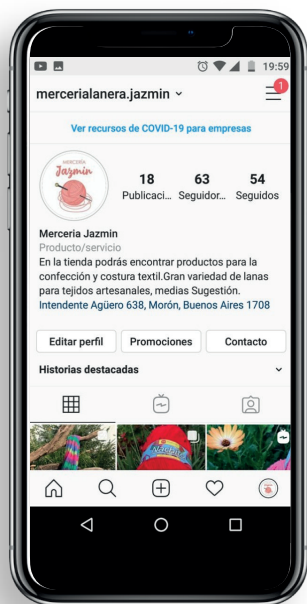 19:59
mercerialanera.jazmin
1
Ver recursos de COVID-19 para empresas
MERCERÍA
Jazmín
18 63 54
Publicaci... Seguidor... Seguidos
Merceria Jazmin
Producto/servicio
En la tienda podrás encontrar productos para la
confección y costura textil.Gran variedad de lanas
para tejidos artesanales, medias Sugestión.
Intendente Agüero 638, Morón, Buenos Aires 1708
Editar perfil Promociones Contacto
Historias destacadas